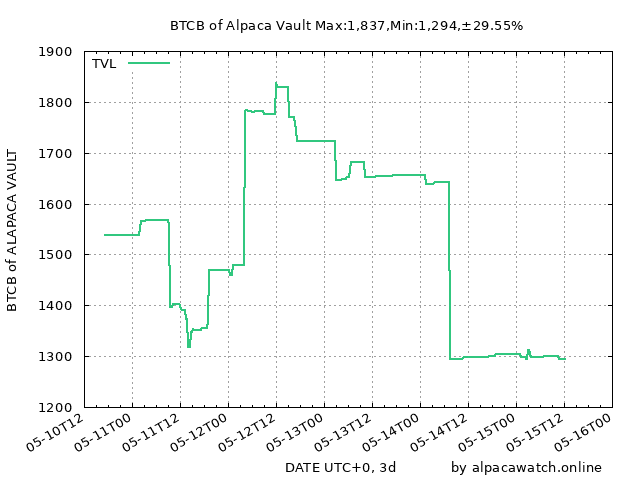 BTCB of Alpaca Vault Max:1,837,Min:1,294,±29.55%
TVL
1900
1800
1700
1600
1500
1400
1300
1200
BTCB of ALAPACA VAULT
05-10T12
05-11T00
05-11T12
05-12T00
05-12T12
05-13T00
05-13T12
05-14T00
05-14T12
05-15T00
05-15T12
05-16T00
DATE UTC+0, 3d
by alpacawatch.online